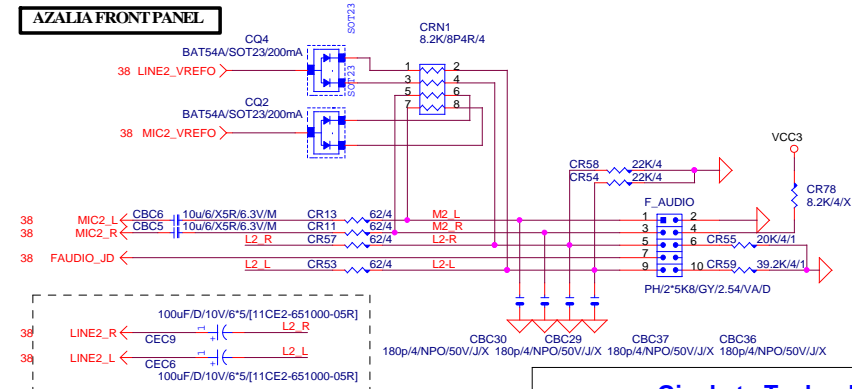 AZALIA FRONT PANEL
SOT23
CQ4
BAT54A/SOT23/200mA
38 LINE2_VREFO
SOT23
CQ2
BAT54A/SOT23/200mA
38 MIC2_VREFO
CRN1
8.2K/8P4R/4
1 2
3 4
5 6
7 8
VCC3
CR58 22K/4
CR54 22K/4
CR78
8.2K/4/X
F_AUDIO
38 MIC2_L CBC6 10u/6/X5R/6.3V/M CR13 62/4 M2_L 1 2
38 MIC2_R CBC5 10u/6/X5R/6.3V/M CR11 62/4 M2_R 3 4
L2_R CR57 62/4 L2-R 5 6 CR55 20K/4/1
38 FAUDIO_JD 7
L2_L CR53 62/4 L2-L 9 10 CR59 39.2K/4/1
PH/2*5K8/GY/2.54/VA/D
100uF/D/10V/6*5/[11CE2-651000-05R]
38 LINE2_R 1 + L2_R
CEC9
38 LINE2_L 1 + L2_L
CEC6
100uF/D/10V/6*5/[11CE2-651000-05R]
CBC30 CBC29 CBC37 CBC36
180p/4/NPO/50V/J/X 180p/4/NPO/50V/J/X 180p/4/NPO/50V/J/X 180p/4/NPO/50V/J/X